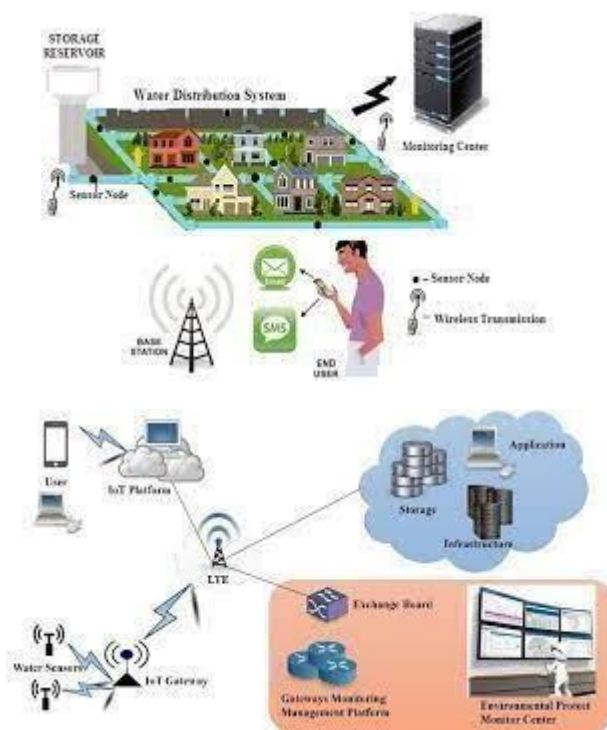 STORAGE
RESERVOIR
Water Distribution System
Monitoring Center
Sensor Node
Email
SMS
BASE
STATION
END
USER
– Sensor Node
= Wireless Transmission
User
IoT Platform
Application
Storage
Infrastructure
LTE
Exchange Board
Water Sensors
IoT Gateway
Gateways Monitoring
Management Platform
Environmental Protect
Monitor Center